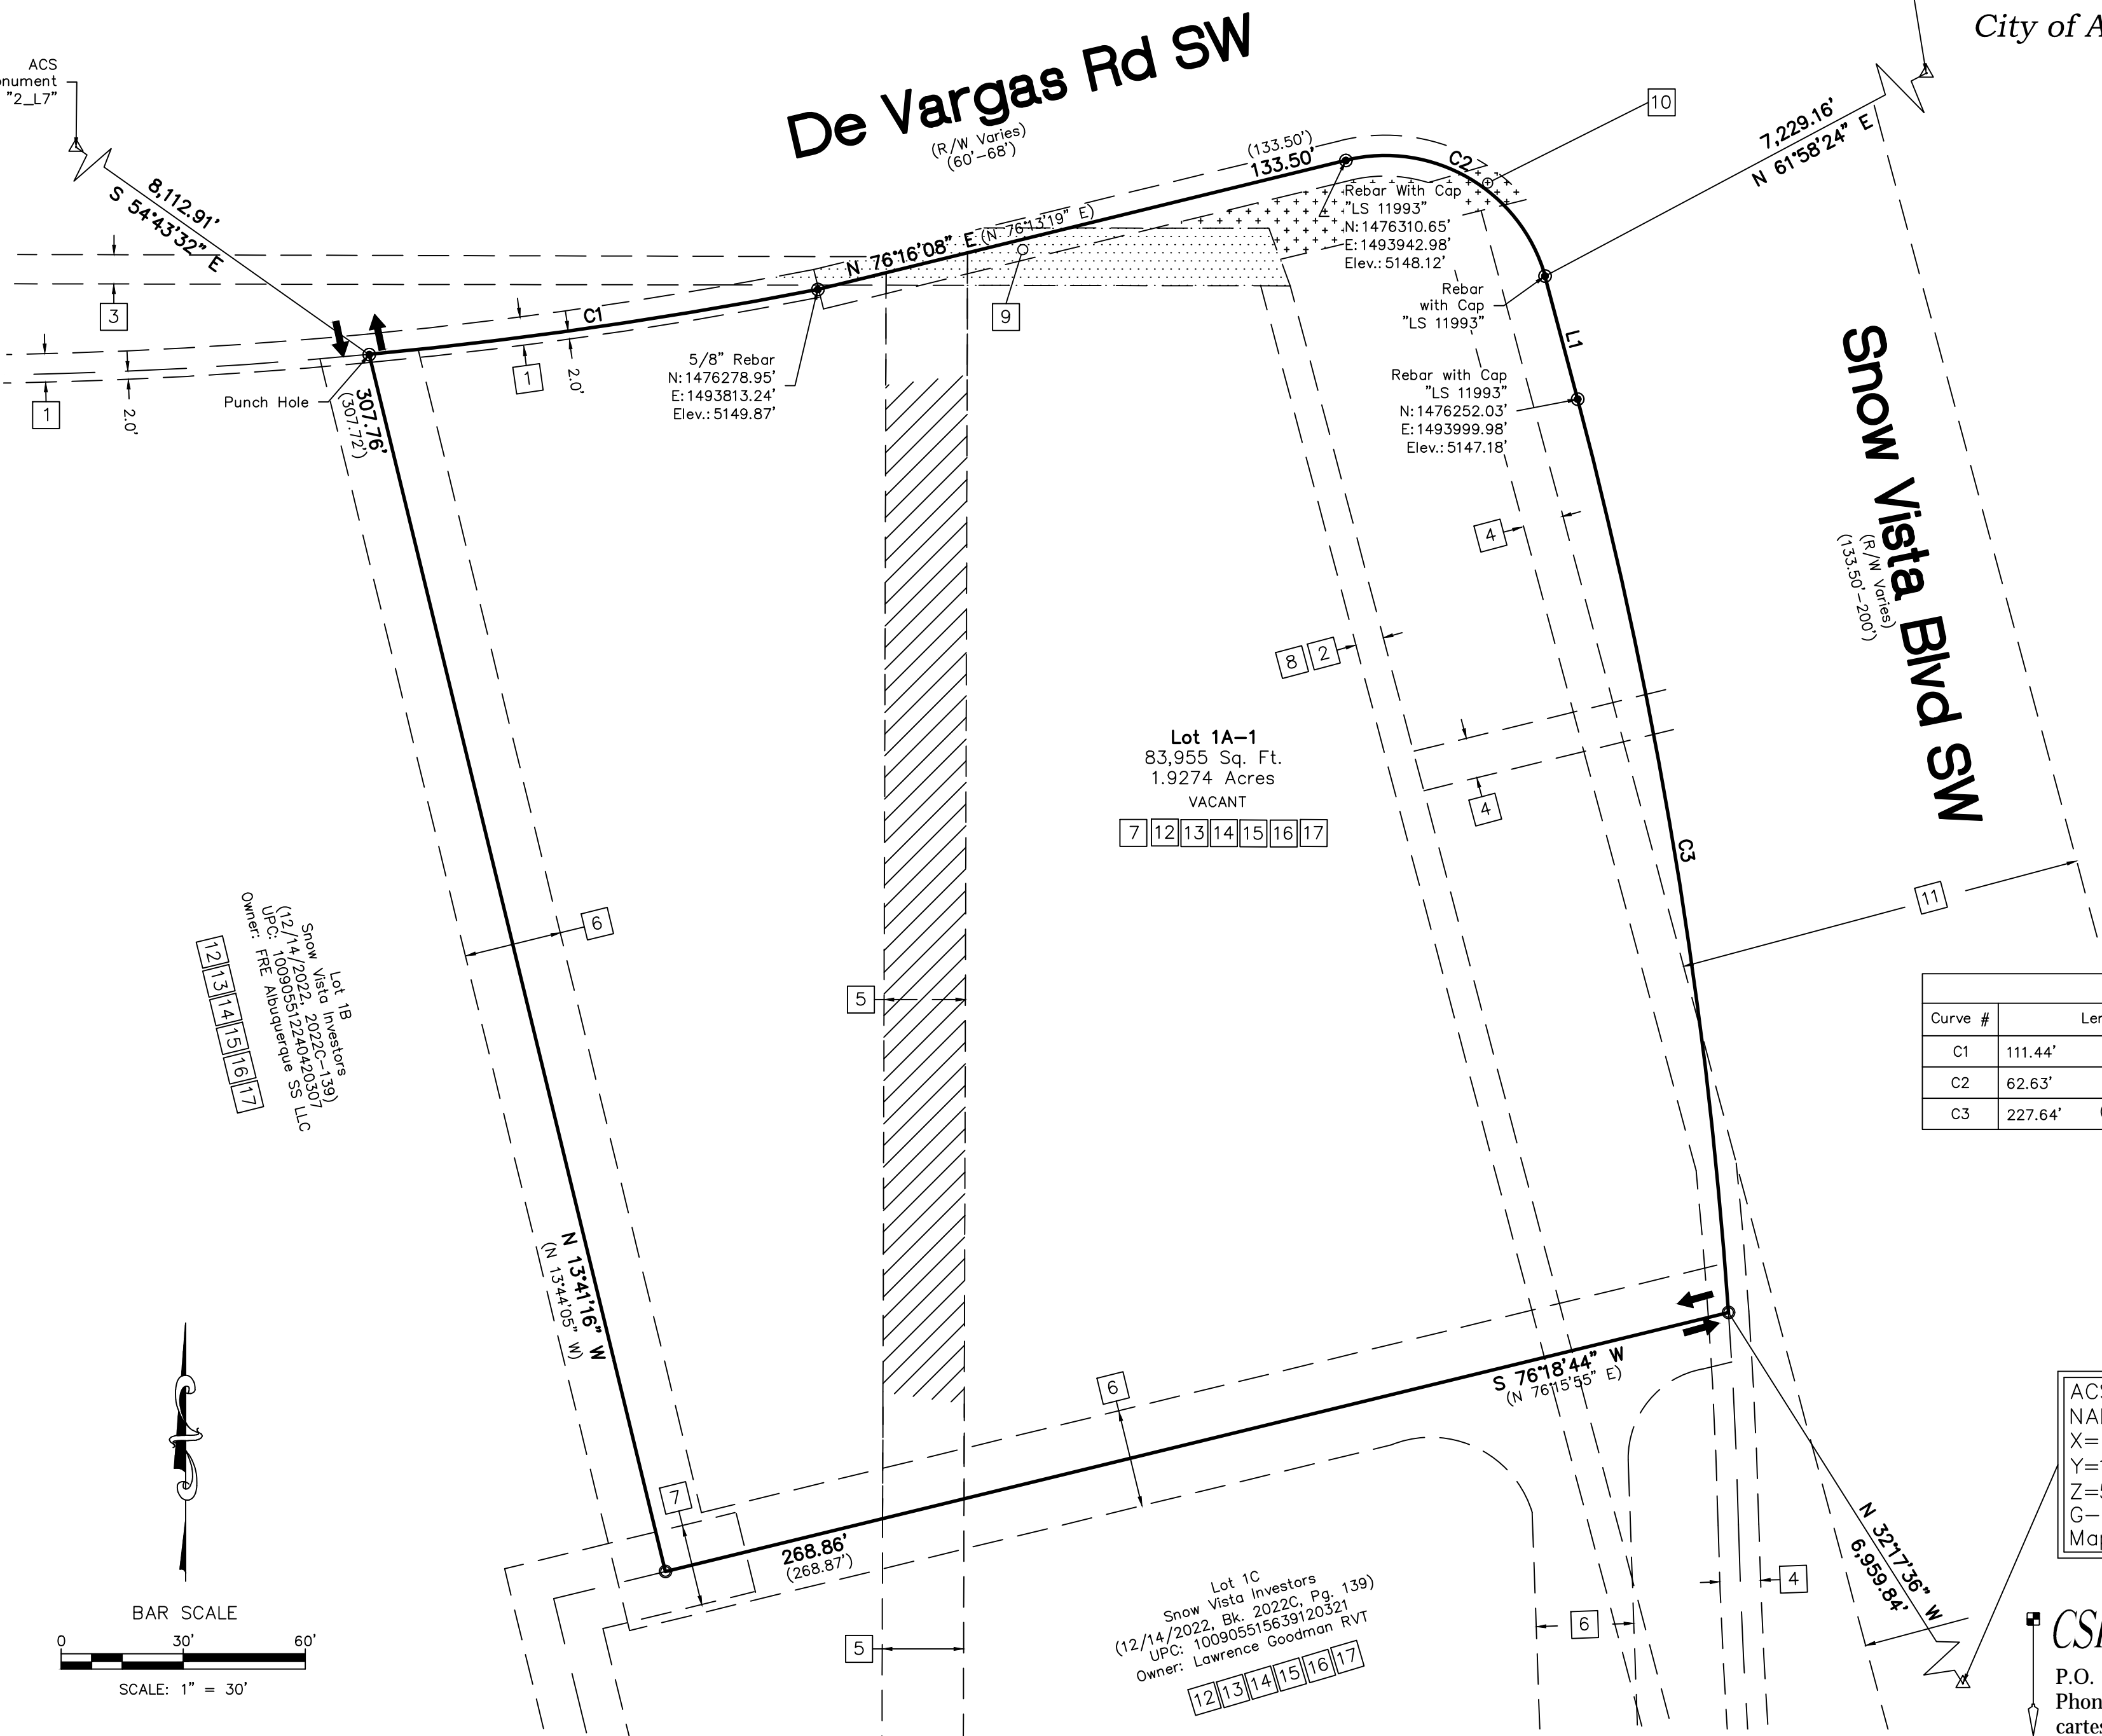 City of A
ACS
"2_L7"
De Vargas Rd SW
(R/W Varies)
(60'-68')
8,112.91'
S 54°43'32" E
3
1
2.0'
Punch Hole
C1
1
2.0'
5/8" Rebar
N:1476278.95'
E:1493813.24'
Elev.:5149.87'
N 76°16'08" E
(N 76°13'19" E)
(133.50')
133.50'
9
C2
10
Rebar With Cap
"LS 11993"
N:1476310.65'
E:1493942.98'
Elev.:5148.12'
Rebar
with Cap
"LS 11993"
7,229.16'
N 61°58'24" E
L1
Rebar with Cap
"LS 11993"
N:1476252.03'
E:1493999.98'
Elev.:5147.18'
Snow Vista Blvd SW
(R/W Varies)
(133.50'-200')
307.76'
(307.72')
4
8 2
4
Lot 1A-1
83,955 Sq. Ft.
1.9274 Acres
VACANT
7 12 13 14 15 16 17
C3
11
6
5
Lot 1B
Snow Vista Investors
(12/14/2022, 2022C-139)
UPC: 100905512240420307
Owner: FRE Albuquerque SS LLC
12 13 14 15 16 17
Curve #
C1 111.44'
C2 62.63'
C3 227.64'
N 13°41'16" W
(N 13°44'05" W)
S 76°18'44" W
(N 76°15'55" E)
6
7
268.86'
(268.87')
5
Lot 1C
Snow Vista Investors
(12/14/2022, Bk. 2022C, Pg. 139)
UPC: 100905515639120321
Owner: Lawrence Goodman RVT
12 13 14 15 16 17
6
4
N 32°17'36" W
6,959.84'
X=
Z=5
G-
BAR SCALE
0 30' 60'
SCALE: 1" = 30'
P.O.